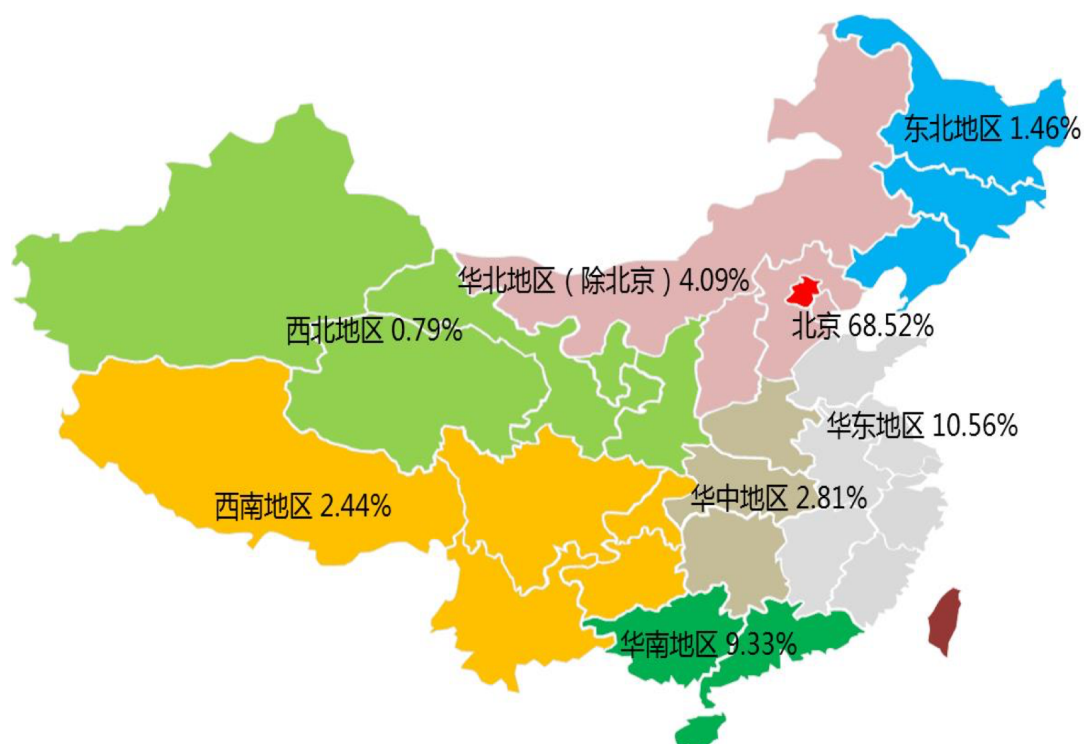 东北地区 1.46%
华北地区（除北京）4.09%
北京 68.52%
西北地区 0.79%
华东地区 10.56%
西南地区 2.44%
华中地区 2.81%
华南地区 9.33%